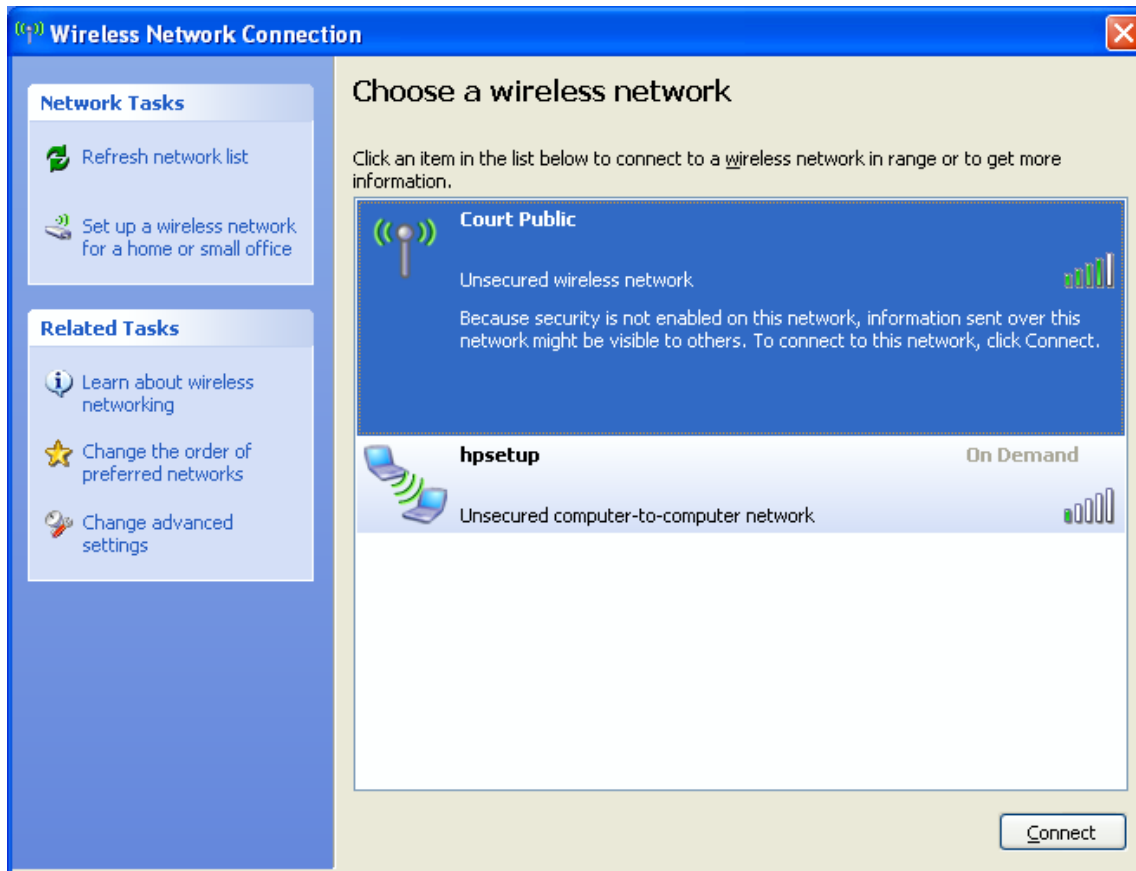 Wireless Network Connection
Network Tasks
Refresh network list
Set up a wireless network
for a home or small office
Related Tasks
Learn about wireless
networking
Change the order of
preferred networks
Change advanced
settings
Choose a wireless network
Click an item in the list below to connect to a wireless network in range or to get more
information.
Court Public
Unsecured wireless network
Because security is not enabled on this network, information sent over this
network might be visible to others. To connect to this network, click Connect.
hpsetup
On Demand
Unsecured computer-to-computer network
Connect